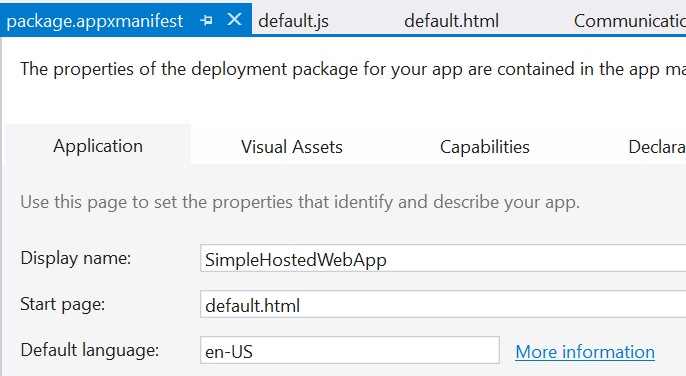 package.appxmanifest default.js default.html Communicatio
The properties of the deployment package for your app are contained in the app ma
Application Visual Assets Capabilities Declara
Use this page to set the properties that identify and describe your app.
Display name: SimpleHostedWebApp
Start page: default.html
Default language: en-US More information